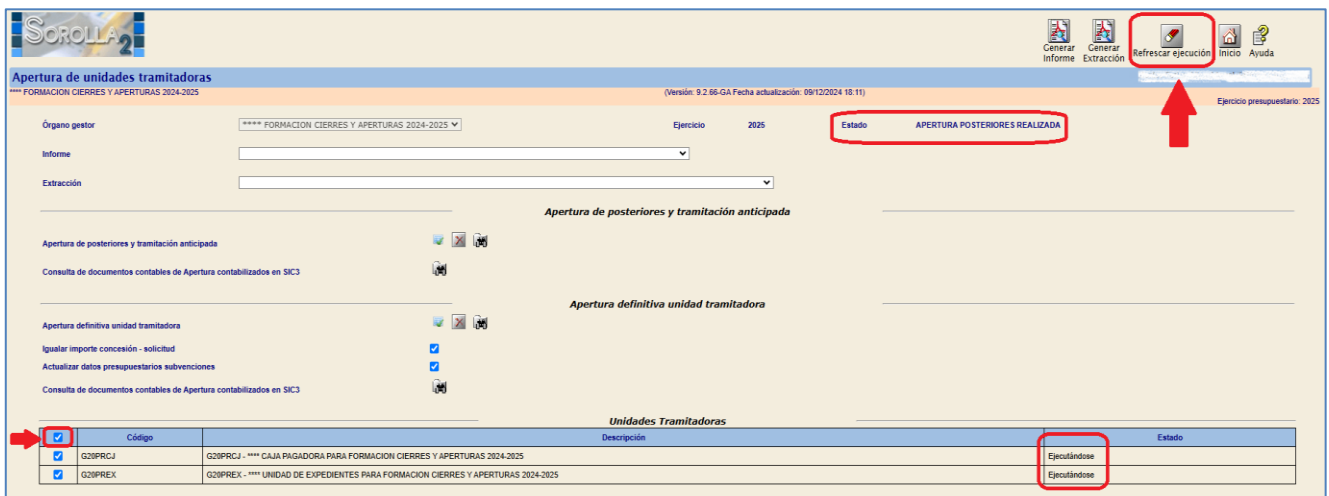 SOROLLA2
Generar Informe
Generar Extracción
Refrescar ejecución
Inicio
Ayuda
Apertura de unidades tramitadoras
**** FORMACION CIERRES Y APERTURAS 2024-2025
(Versión: 9.2.66-GA Fecha actualización: 09/12/2024 18:11)
Ejercicio presupuestario: 2025
Órgano gestor **** FORMACION CIERRES Y APERTURAS 2024-2025 Ejercicio 2025 Estado APERTURA POSTERIORES REALIZADA
Informe
Extracción
Apertura de posteriores y tramitación anticipada
Apertura de posteriores y tramitación anticipada
Consulta de documentos contables de Apertura contabilizados en SIC3
Apertura definitiva unidad tramitadora
Apertura definitiva unidad tramitadora
Igualar importe concesión - solicitud
Actualizar datos presupuestarios subvenciones
Consulta de documentos contables de Apertura contabilizados en SIC3
Unidades Tramitadoras
Código Descripción Estado
G20PRCJ G20PRCJ - **** CAJA PAGADORA PARA FORMACION CIERRES Y APERTURAS 2024-2025 Ejecutándose
G20PREX G20PREX - **** UNIDAD DE EXPEDIENTES PARA FORMACION CIERRES Y APERTURAS 2024-2025 Ejecutándose